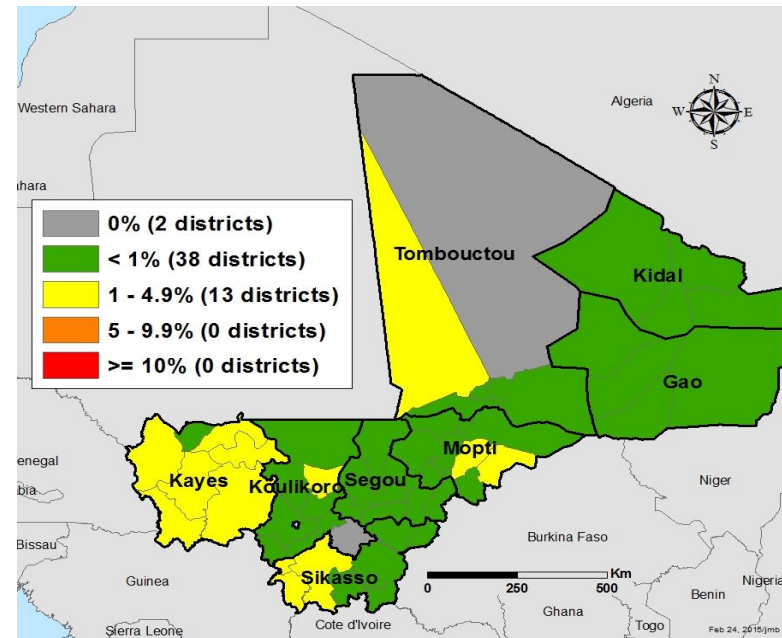 Western Sahara
Algeria
N
W
E
S
hara
0% (2 districts)
< 1% (38 districts)
1 - 4.9% (13 districts)
5 - 9.9% (0 districts)
>= 10% (0 districts)
Tombouctou
Kidal
Gao
Mopti
Kayes
Koulikoro
Segou
Sikasso
enegal
bia
Bissau
Guinea
Sierra Leone
Cote d'Ivoire
Burkina Faso
Niger
Nigeria
Benin
Togo
Ghana
0 250 500 Km
Feb 24, 2015/jmb